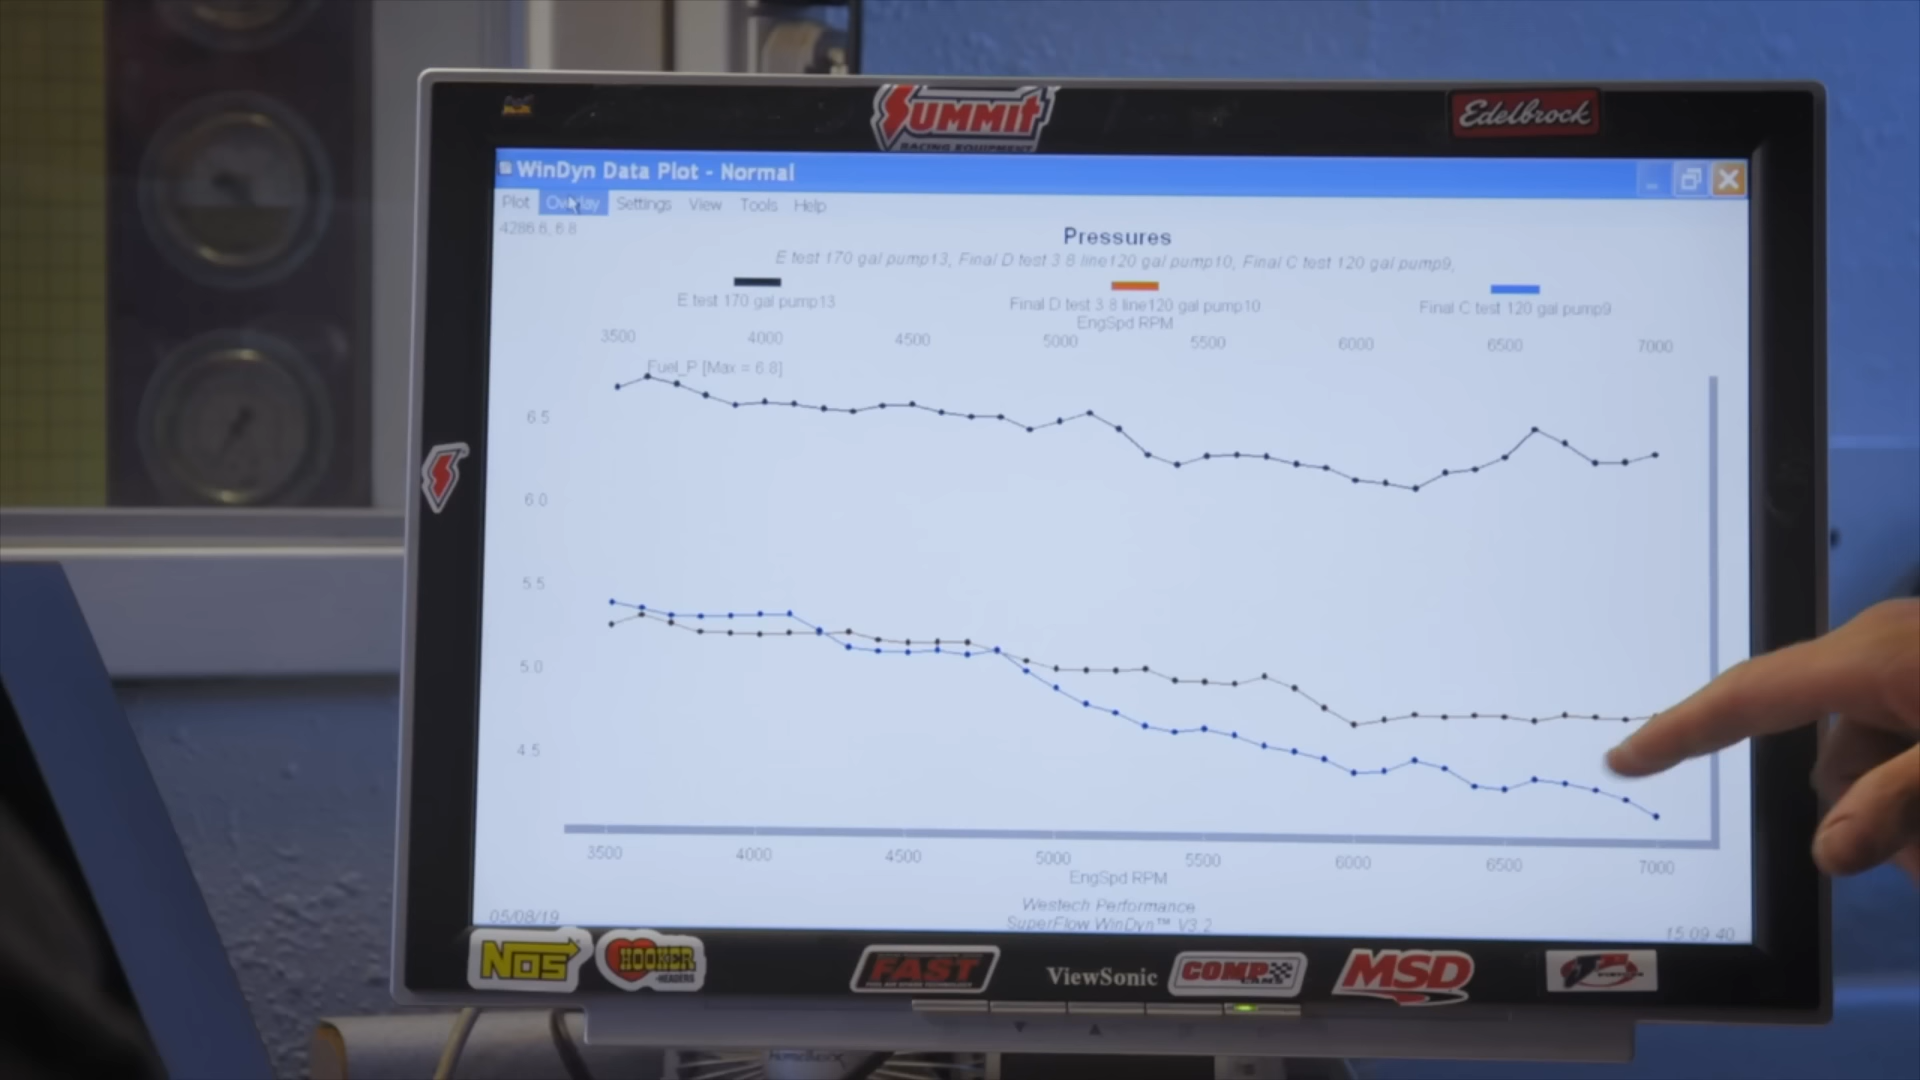 SUMMIT
RACING EQUIPMENT
Edelbrock
WinDyn Data Plot - Normal
Plot Overlay Settings View Tools Help
4286.6, 6.8
Pressures
E test 170 gal pump13, Final D test 3 8 line120 gal pump10, Final C test 120 gal pump9,
E test 170 gal pump13
Final D test 3 8 line120 gal pump10
Final C test 120 gal pump9
EngSpd RPM
3500 4000 4500 5000 5500 6000 6500 7000
Fuel_P [Max = 6.8]
6.5
6.0
5.5
5.0
4.5
3500 4000 4500 5000 5500 6000 6500 7000
EngSpd RPM
Westech Performance
SuperFlow WinDyn™ V3.2
05/08/19
15:09:40
NOS
HOOKER
HEADERS
FAST
ViewSonic
COMP
CAMS
MSD